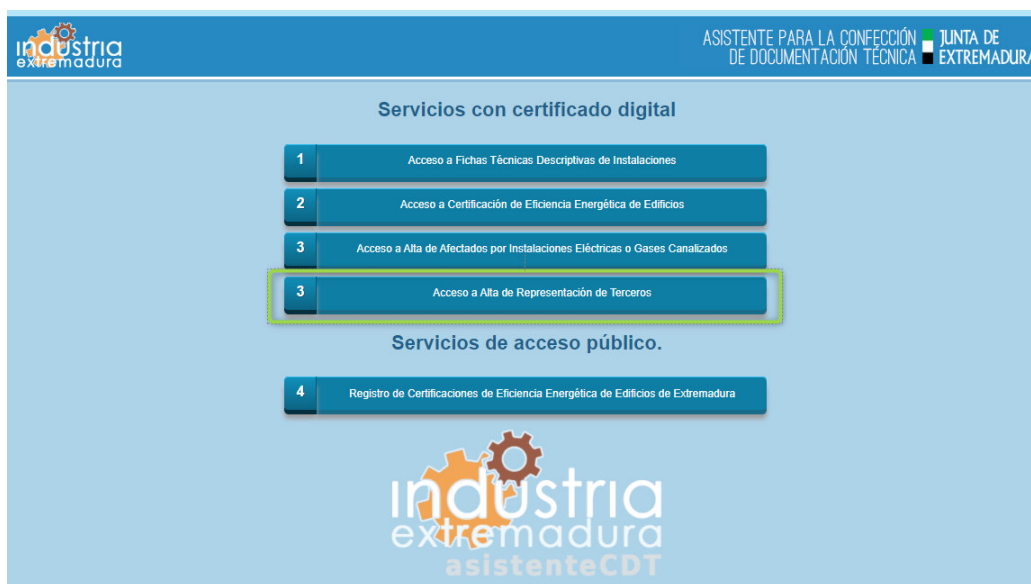 industria
extremadura
ASISTENTE PARA LA CONFECCIÓN
DE DOCUMENTACIÓN TÉCNICA
JUNTA DE
EXTREMADURA
Servicios con certificado digital
1 Acceso a Fichas Técnicas Descriptivas de Instalaciones
2 Acceso a Certificación de Eficiencia Energética de Edificios
3 Acceso a Alta de Afectados por Instalaciones Eléctricas o Gases Canalizados
3 Acceso a Alta de Representación de Terceros
Servicios de acceso público.
4 Registro de Certificaciones de Eficiencia Energética de Edificios de Extremadura
industria
extremadura
asistenteCDT